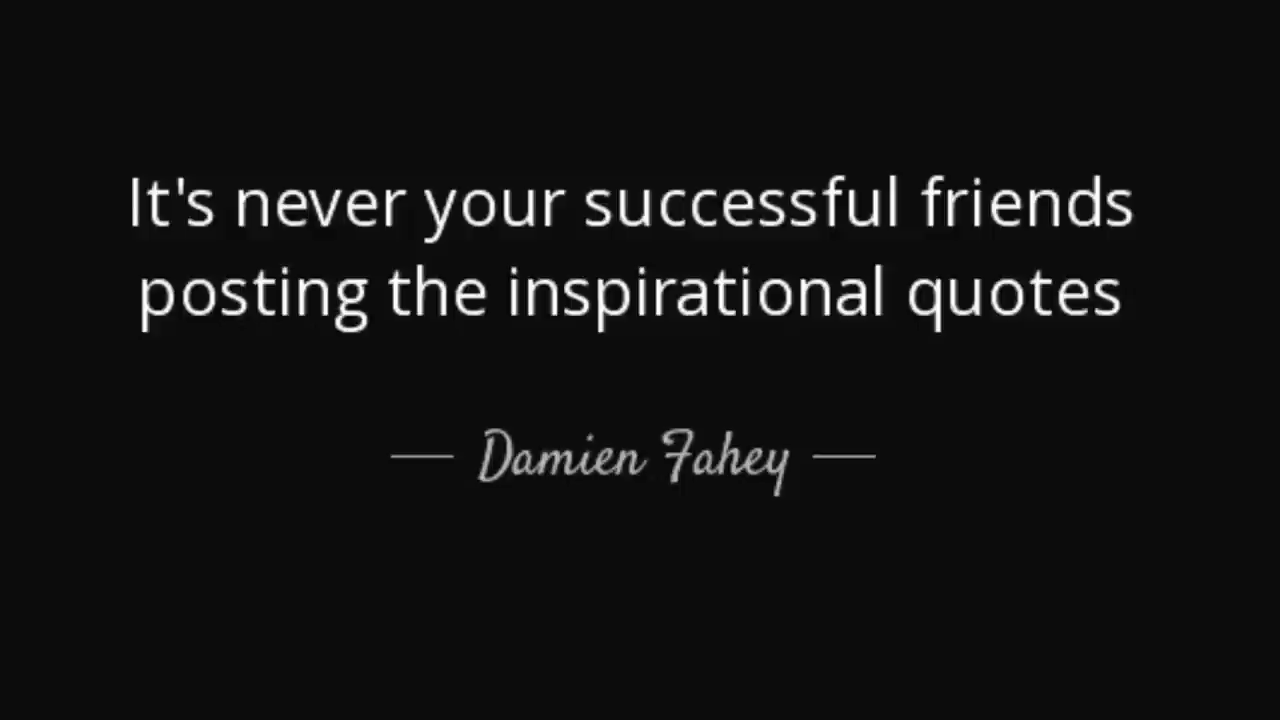 It's never your successful friends
posting the inspirational quotes
Damien Fahey